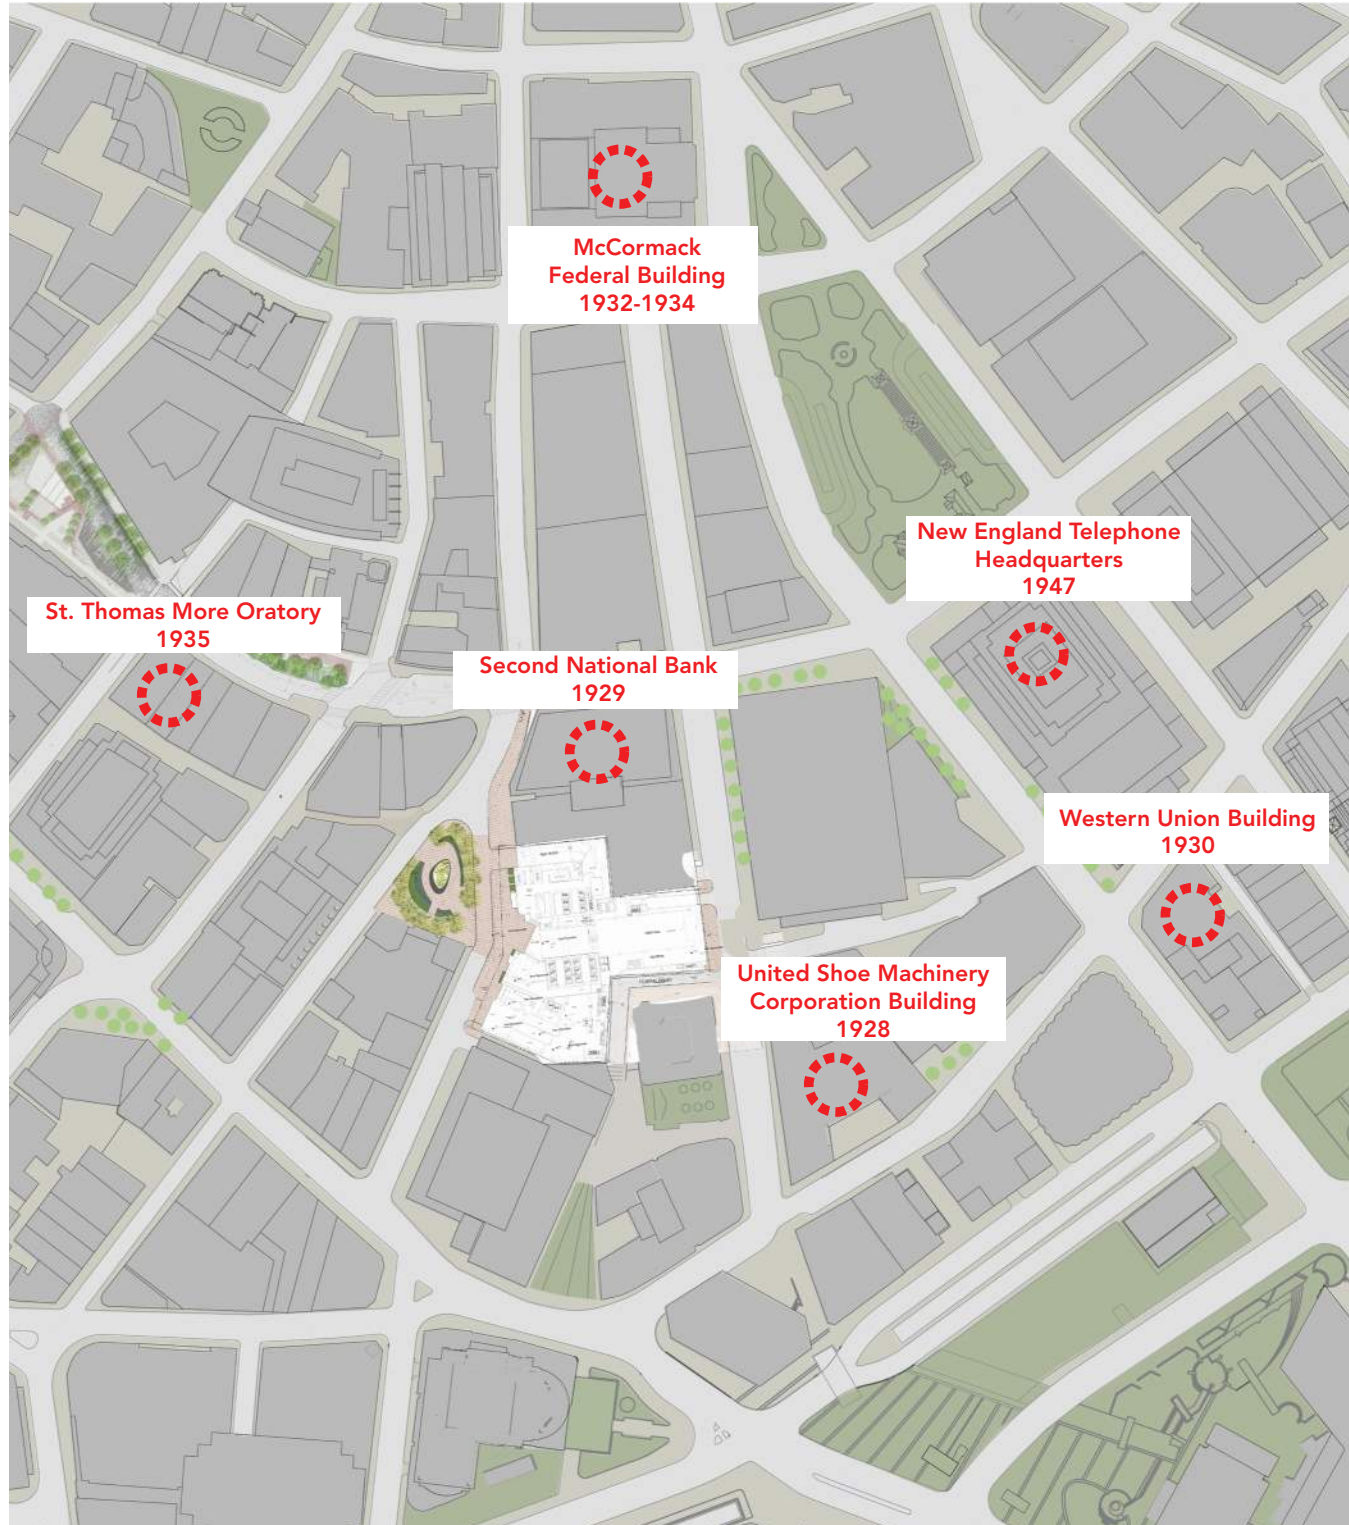 McCormack
Federal Building
1932-1934
New England Telephone
Headquarters
1947
St. Thomas More Oratory
1935
Second National Bank
1929
Western Union Building
1930
United Shoe Machinery
Corporation Building
1928